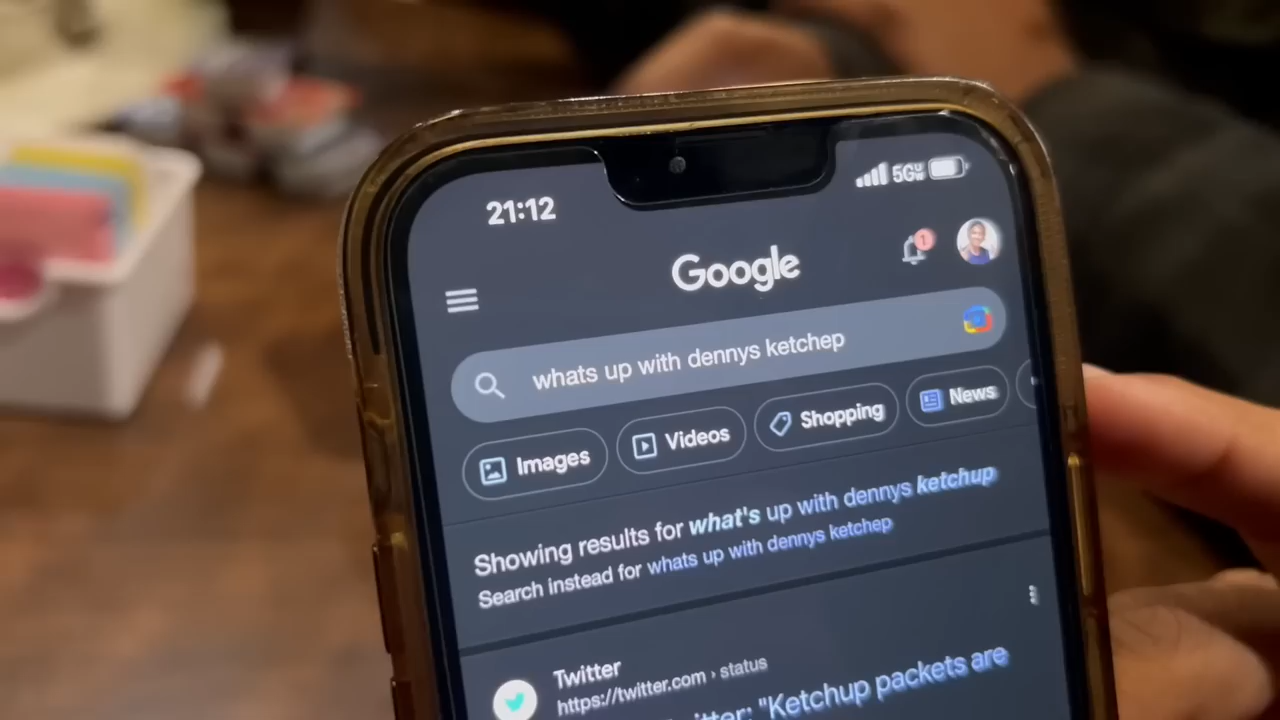 21:12
5G
1
Google
whats up with dennys ketchep
Images
Videos
Shopping
News
Showing results for what's up with dennys ketchup
Search instead for whats up with dennys ketchep
Twitter
https://twitter.com › status
"Ketchup packets are